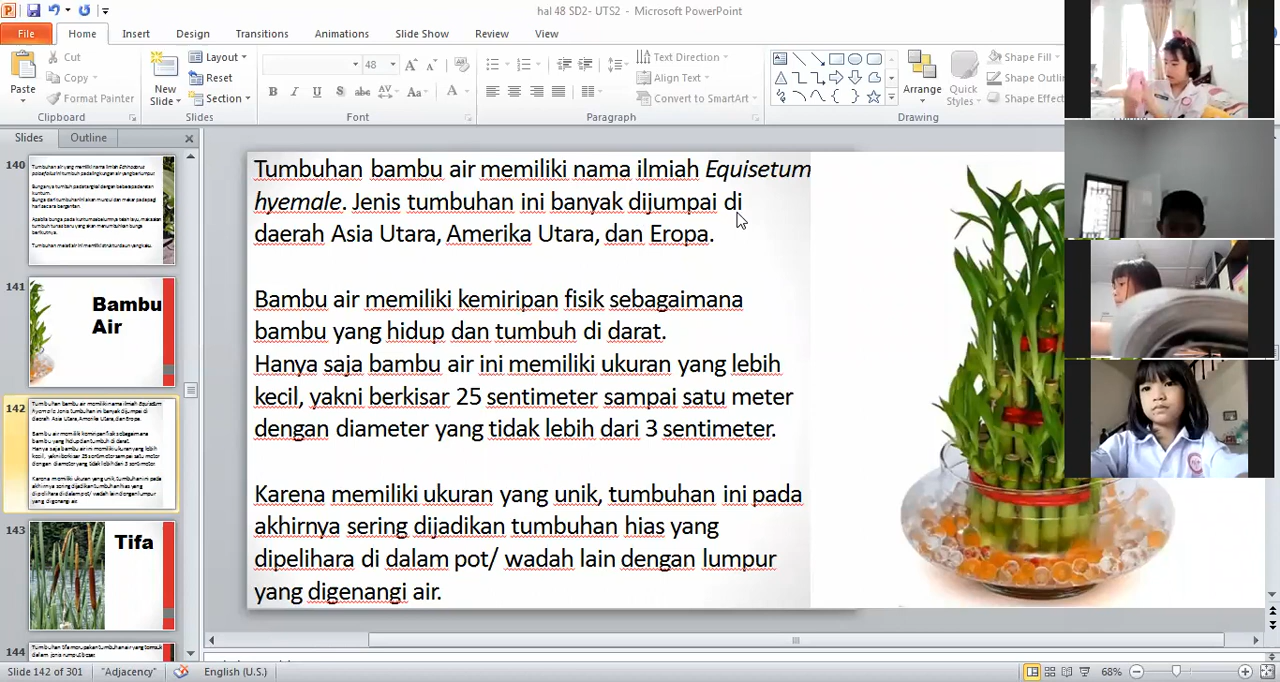 hal 48 SD2- UTS2 - Microsoft PowerPoint
File Home Insert Design Transitions Animations Slide Show Review View
Paste
Cut
Copy
Format Painter
Clipboard
New Slide
Layout
Reset
Section
Slides
48
Font
Text Direction
Align Text
Convert to SmartArt
Paragraph
Arrange
Quick Styles
Shape Fill
Shape Outli
Shape Effec
Drawing
Slides Outline
140
141
Bambu
Air
142
143
Tifa
144
Tumbuhan bambu air memiliki nama ilmiah Equisetum
hyemale. Jenis tumbuhan ini banyak dijumpai di
daerah Asia Utara, Amerika Utara, dan Eropa.
Bambu air memiliki kemiripan fisik sebagaimana
bambu yang hidup dan tumbuh di darat.
Hanya saja bambu air ini memiliki ukuran yang lebih
kecil, yakni berkisar 25 sentimeter sampai satu meter
dengan diameter yang tidak lebih dari 3 sentimeter.
Karena memiliki ukuran yang unik, tumbuhan ini pada
akhirnya sering dijadikan tumbuhan hias yang
dipelihara di dalam pot/ wadah lain dengan lumpur
yang digenangi air.
Slide 142 of 301 "Adjacency" English (U.S.) 68%